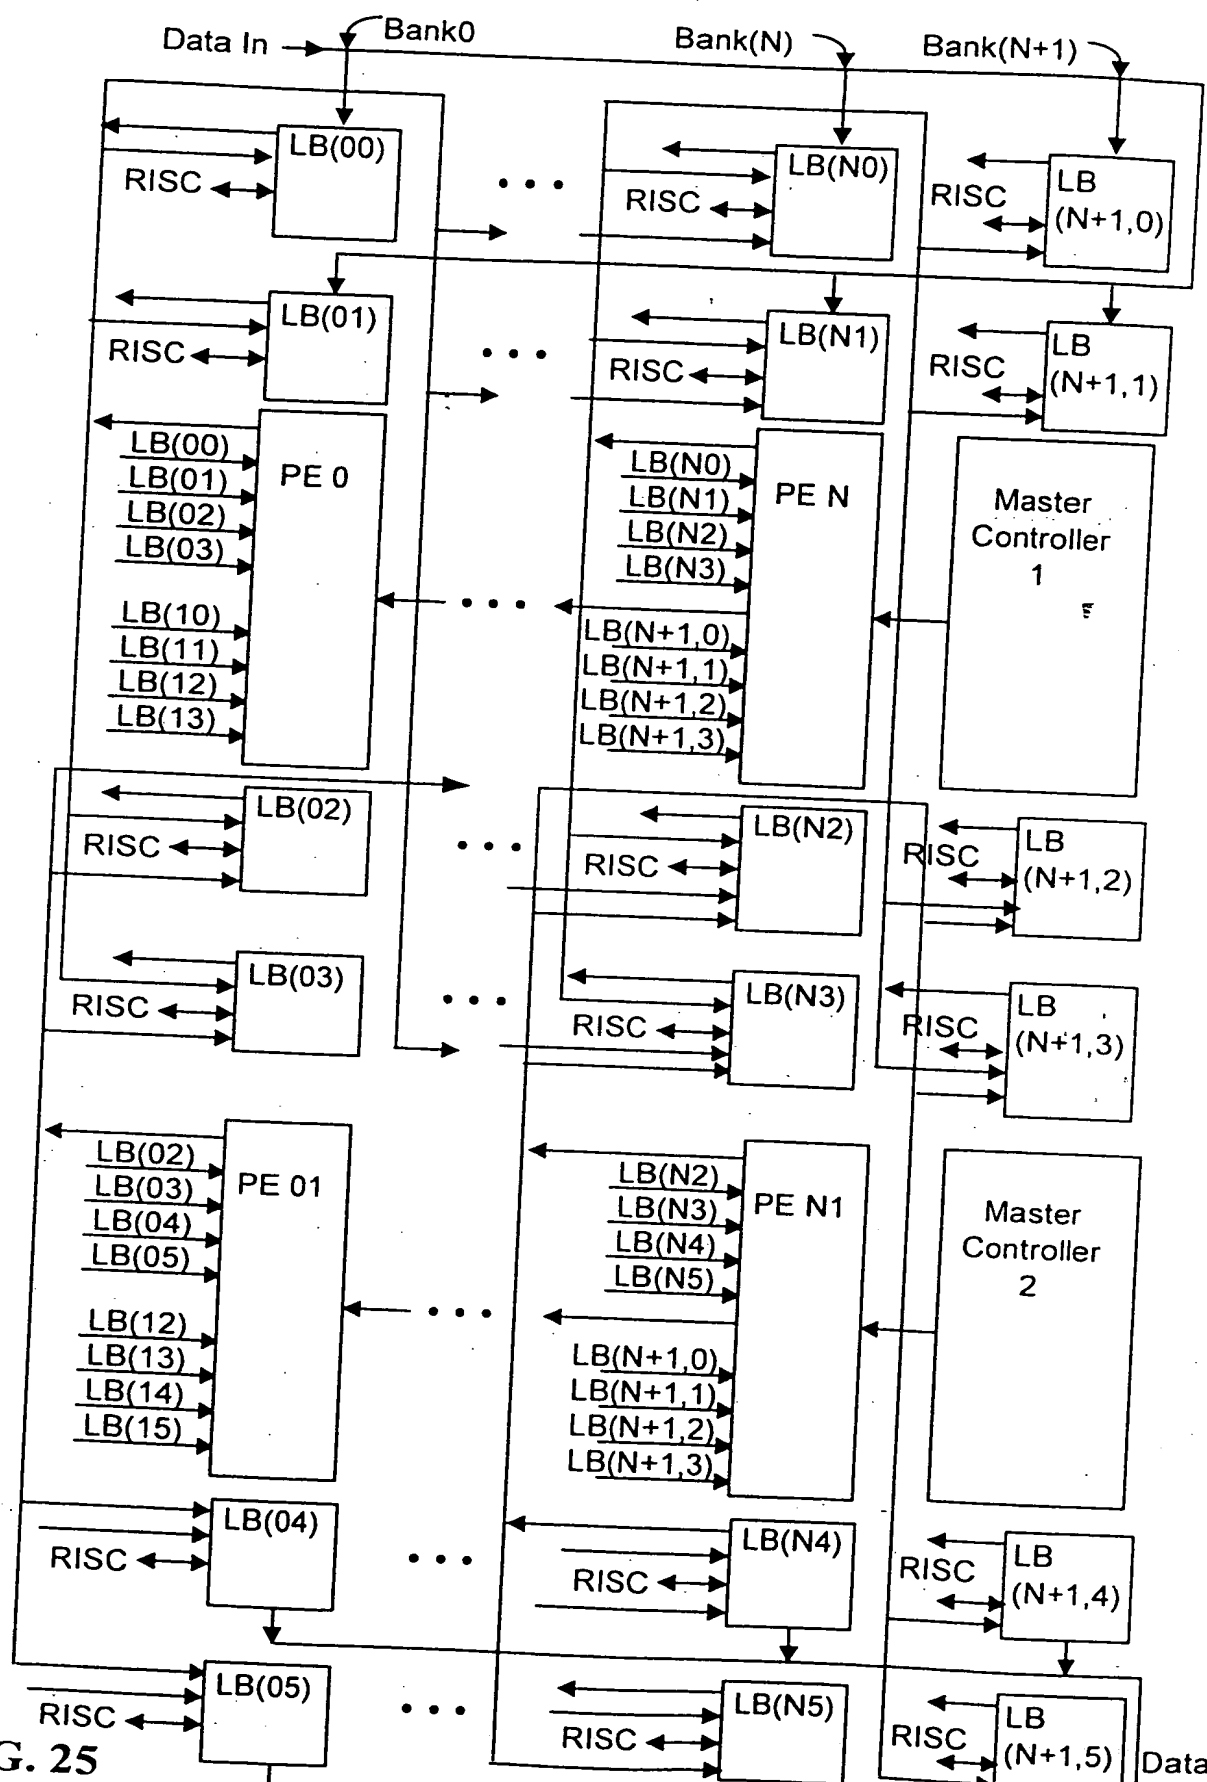 Data In
Bank0
Bank(N)
Bank(N+1)
LB(00)
RISC
LB(N0)
RISC
LB
(N+1,0)
RISC
LB(01)
RISC
LB(N1)
RISC
LB
(N+1,1)
RISC
PE 0
LB(00)
LB(01)
LB(02)
LB(03)
LB(10)
LB(11)
LB(12)
LB(13)
PE N
LB(N0)
LB(N1)
LB(N2)
LB(N3)
LB(N+1,0)
LB(N+1,1)
LB(N+1,2)
LB(N+1,3)
Master
Controller
1
LB(02)
RISC
LB(N2)
RISC
LB
(N+1,2)
RISC
LB(03)
RISC
LB(N3)
RISC
LB
(N+1,3)
RISC
PE 01
LB(02)
LB(03)
LB(04)
LB(05)
LB(12)
LB(13)
LB(14)
LB(15)
PE N1
LB(N2)
LB(N3)
LB(N4)
LB(N5)
LB(N+1,0)
LB(N+1,1)
LB(N+1,2)
LB(N+1,3)
Master
Controller
2
LB(04)
RISC
LB(N4)
RISC
LB
(N+1,4)
RISC
LB(05)
RISC
LB(N5)
RISC
LB
(N+1,5)
RISC
Data
G. 25